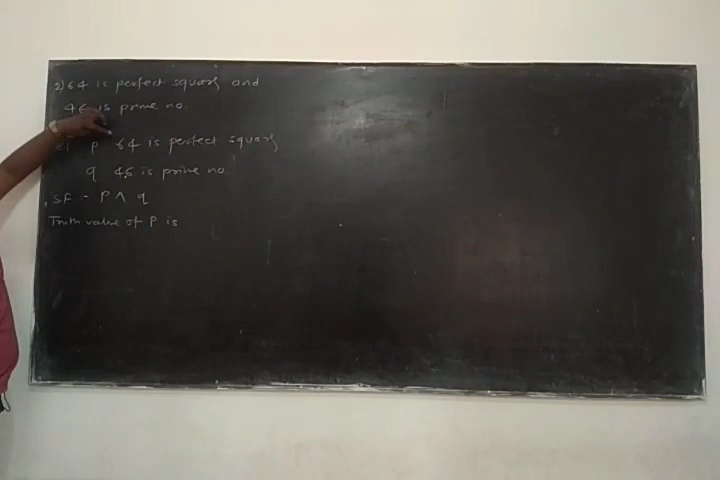 2) 64 is perfect square and
46 is prime no.
p 64 is perfect square
q 46 is prime no.
SF - P ∧ q
Truth value of P is